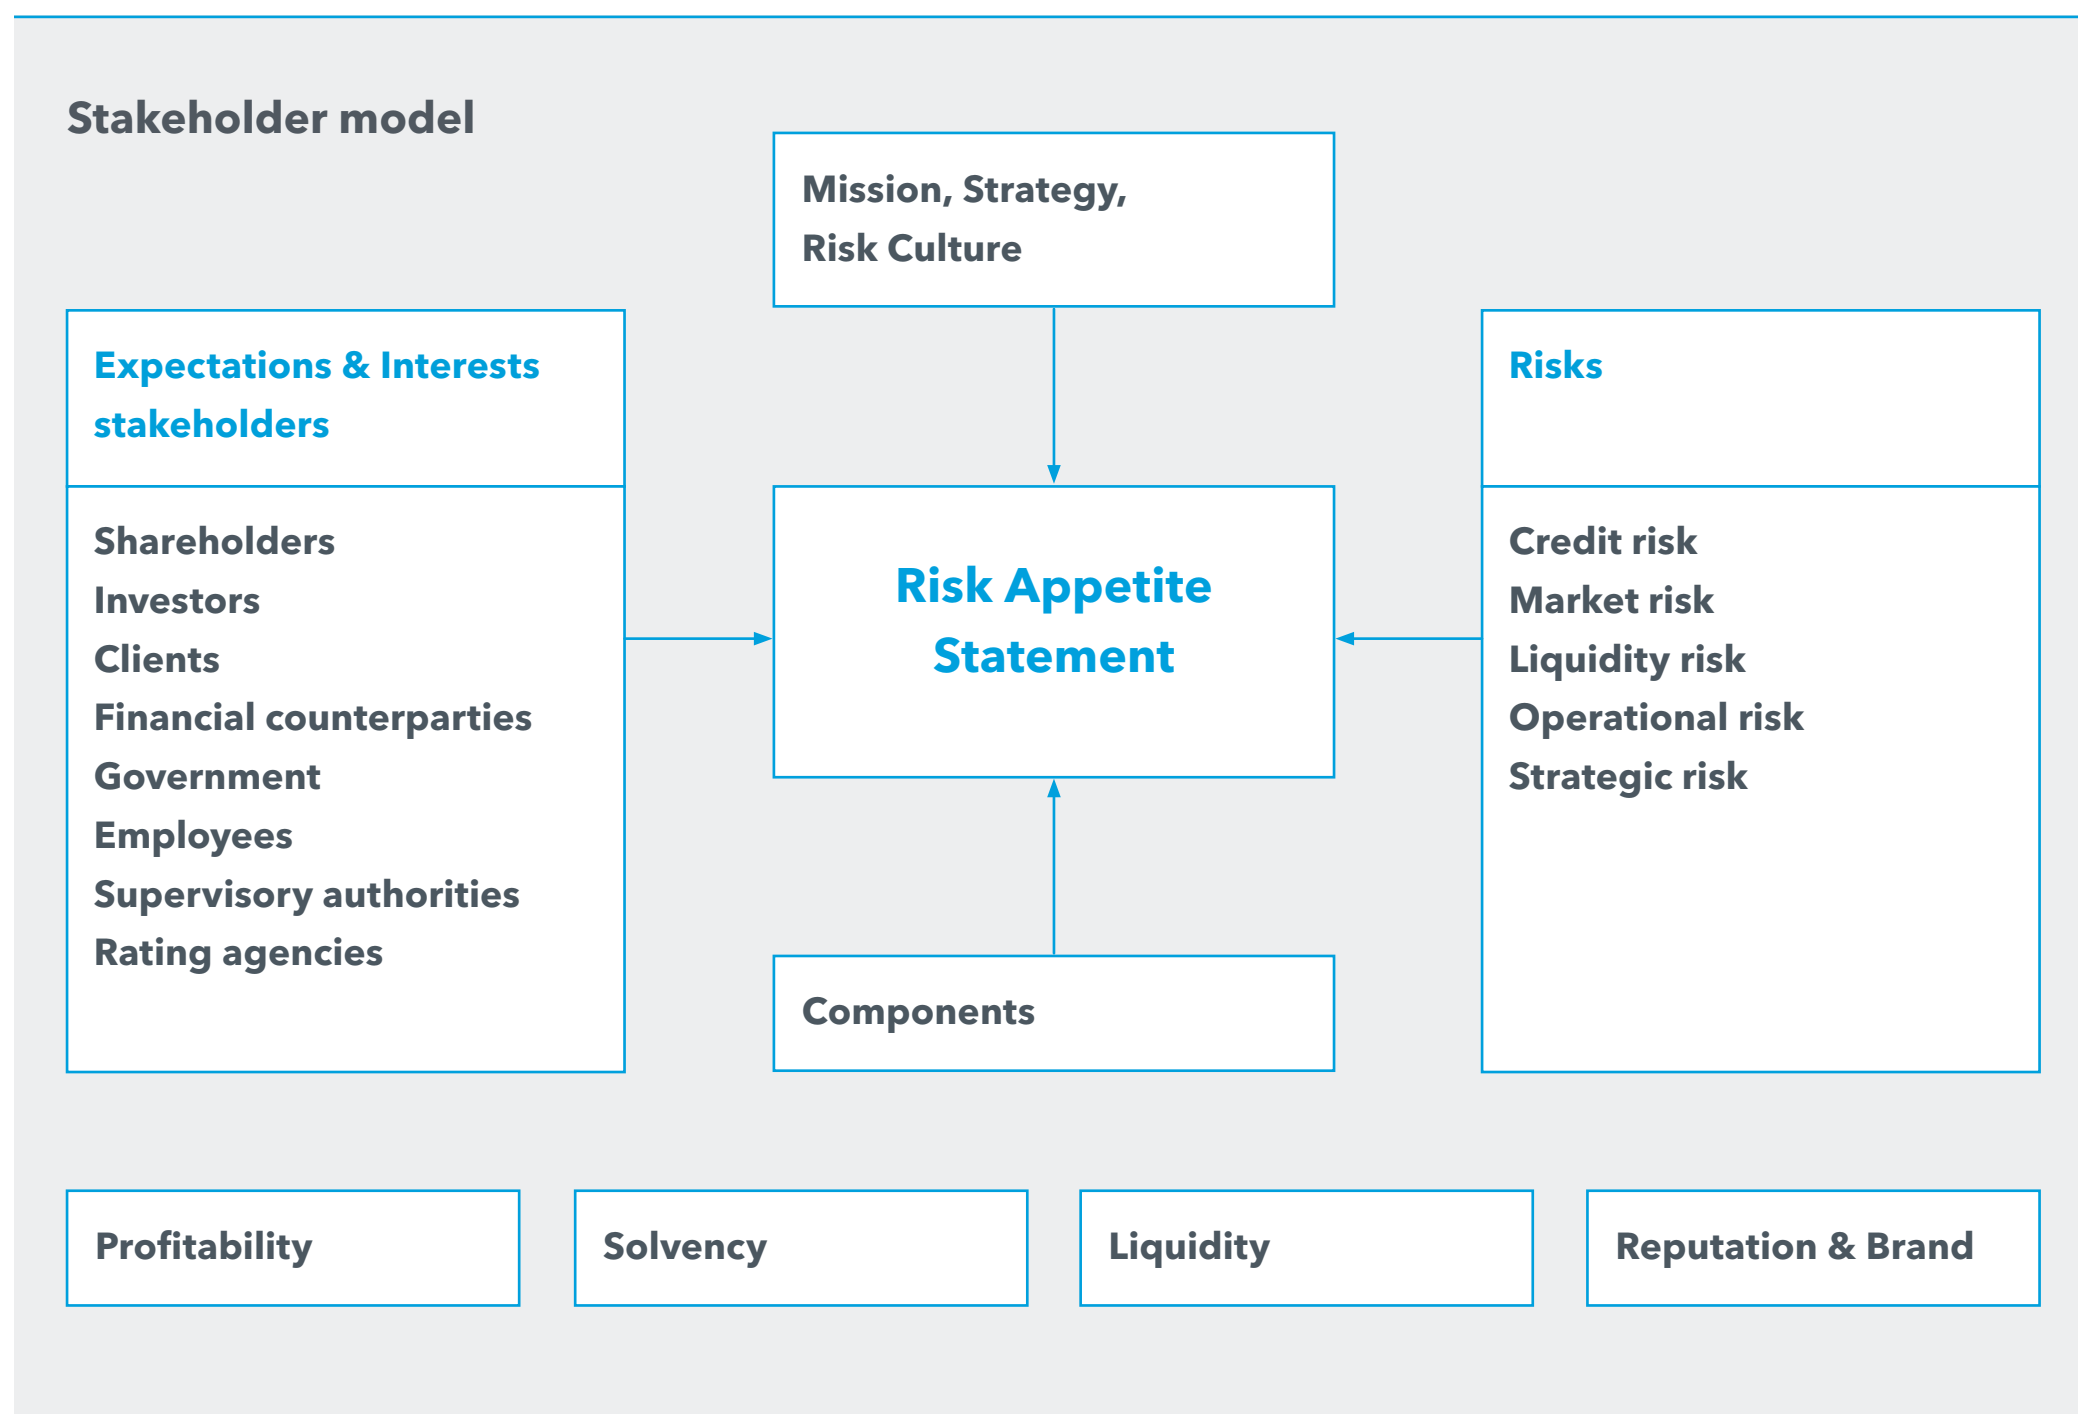 Stakeholder model
Mission, Strategy,
Risk Culture
Expectations & Interests
stakeholders
Shareholders
Investors
Clients
Financial counterparties
Government
Employees
Supervisory authorities
Rating agencies
Risk Appetite
Statement
Risks
Credit risk
Market risk
Liquidity risk
Operational risk
Strategic risk
Components
Profitability
Solvency
Liquidity
Reputation & Brand